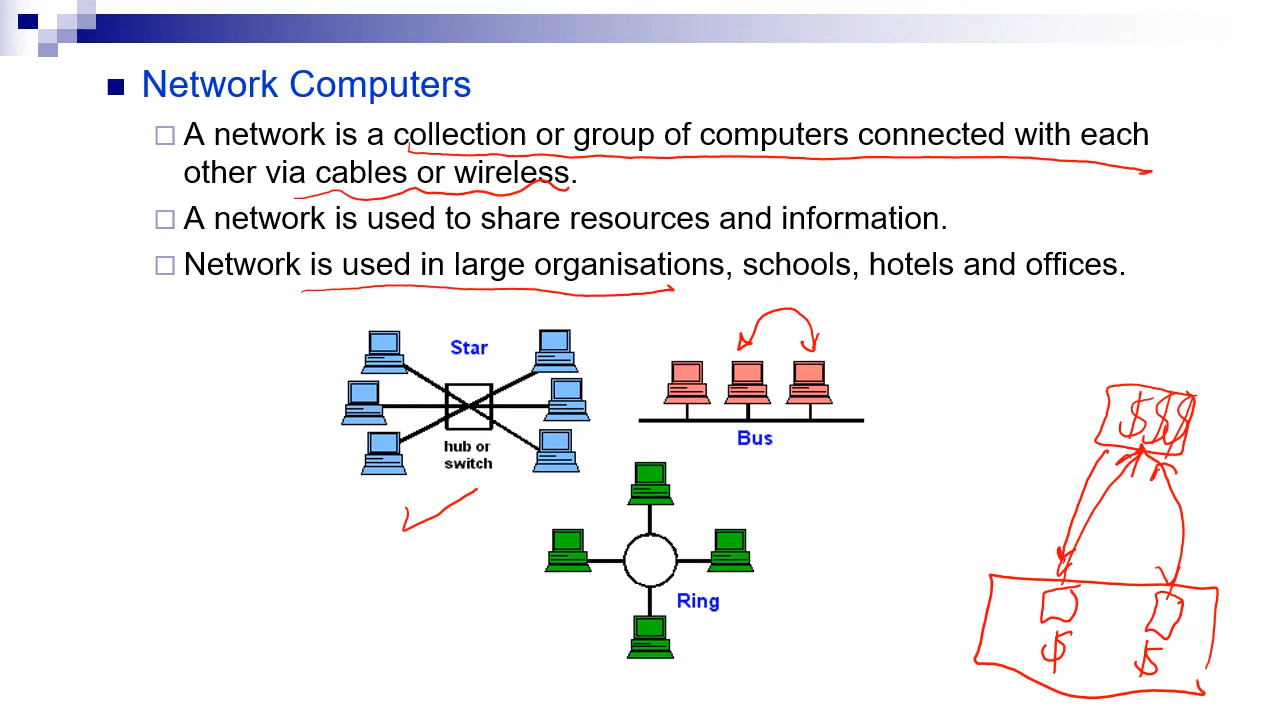 Network Computers
A network is a collection or group of computers connected with each
other via cables or wireless.
A network is used to share resources and information.
Network is used in large organisations, schools, hotels and offices.
Star
hub or
switch
Bus
Ring
$$$
$ $